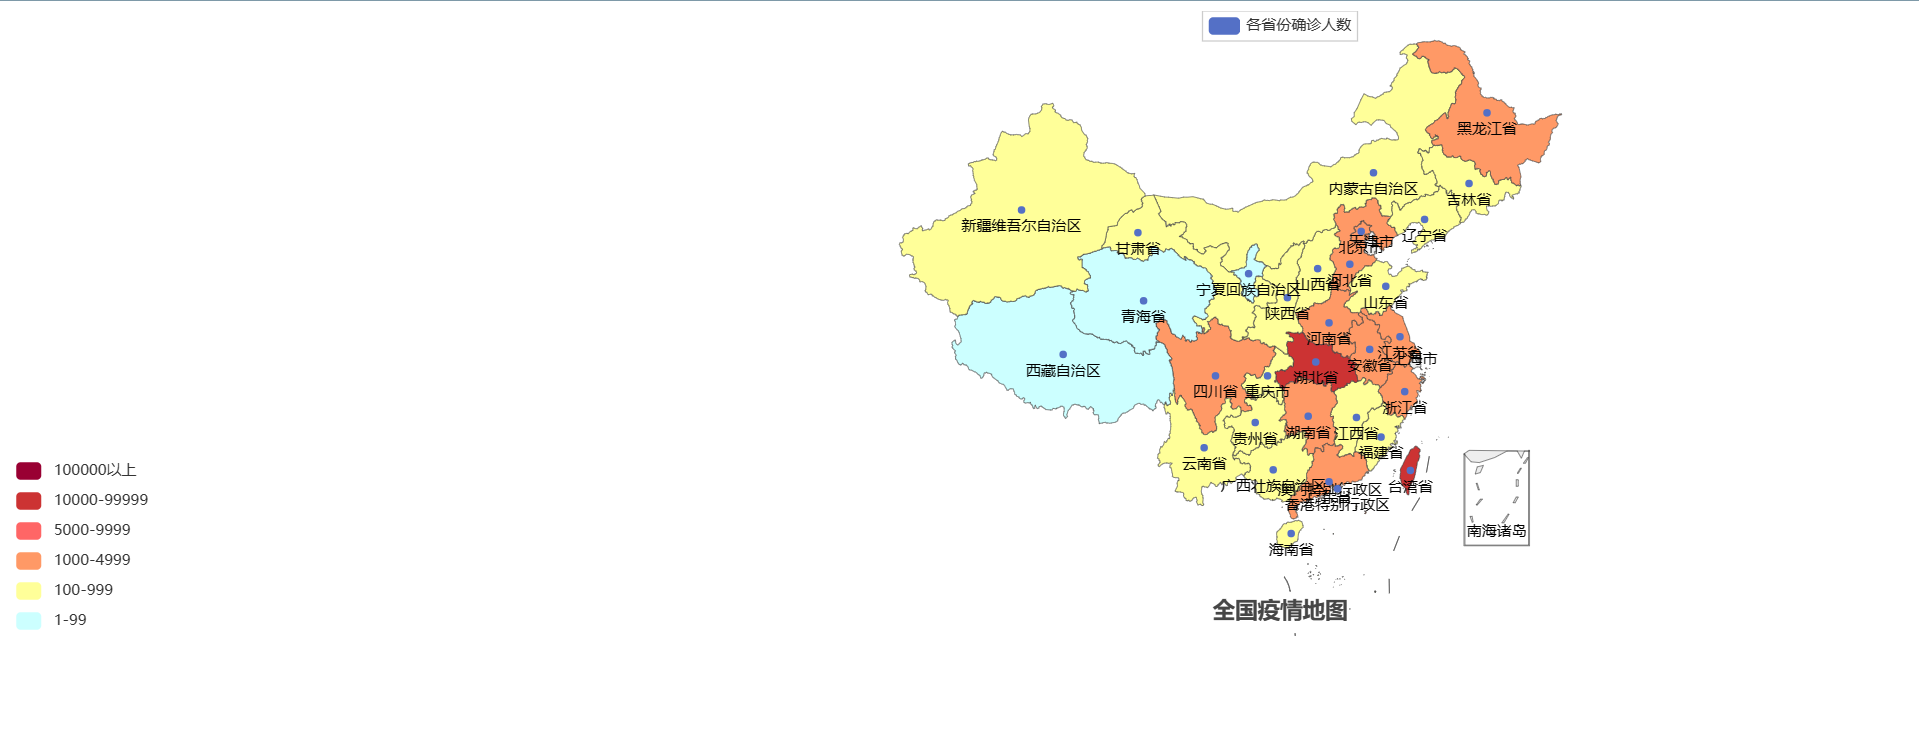 各省份确诊人数
黑龙江省
内蒙古自治区
吉林省
新疆维吾尔自治区
辽宁省
天津市
北京市
甘肃省
河北省
山西省
宁夏回族自治区
山东省
陕西省
青海省
河南省
江苏省
上海市
安徽省
西藏自治区
湖北省
四川省
重庆市
浙江省
湖南省
江西省
贵州省
福建省
云南省
广西壮族自治区
澳门特别行政区
台湾省
香港特别行政区
南海诸岛
海南省
全国疫情地图
100000以上
10000-99999
5000-9999
1000-4999
100-999
1-99